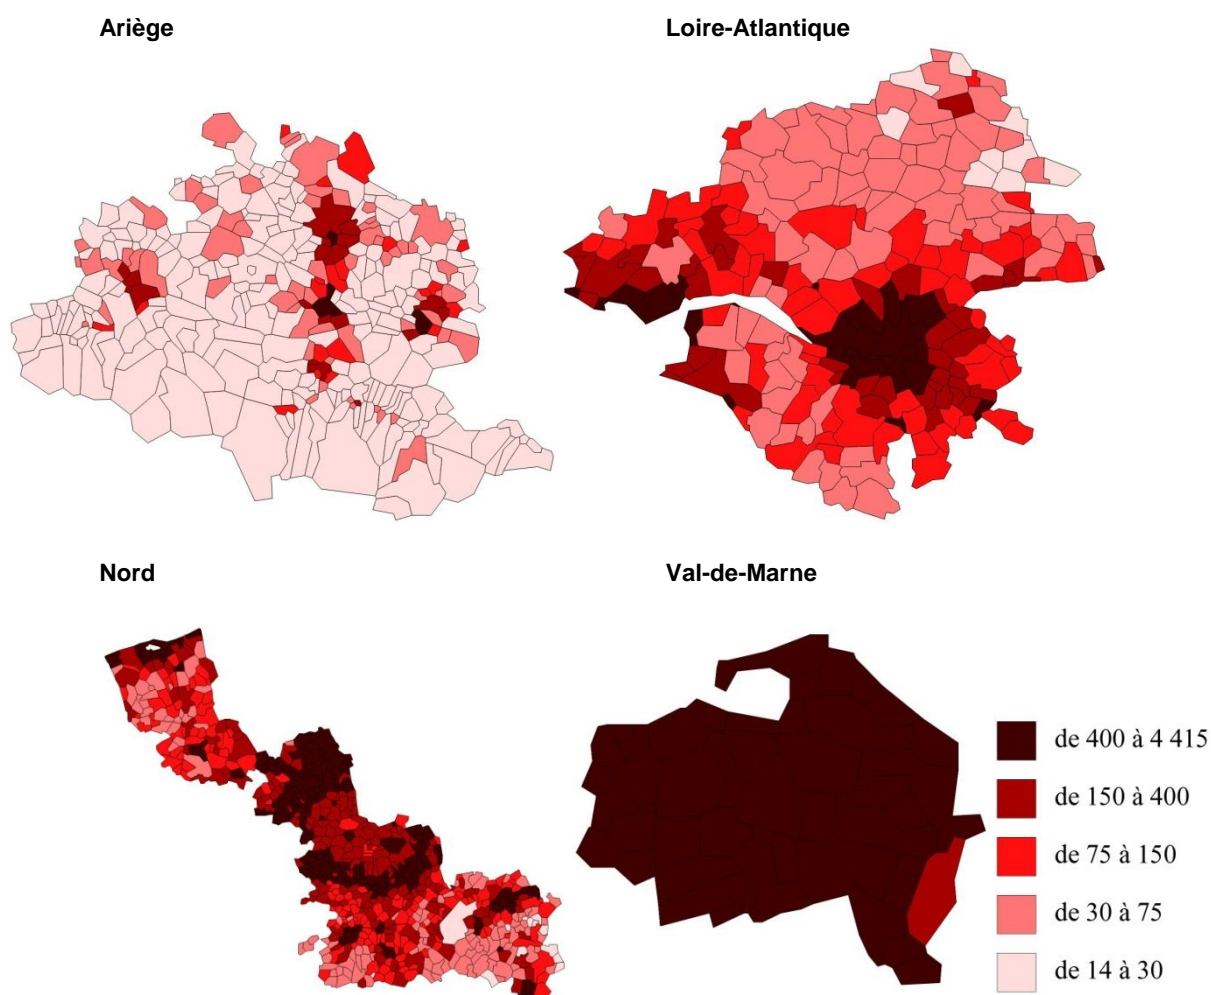 Ariège
Loire-Atlantique
Nord
Val-de-Marne
de 400 à 4 415
de 150 à 400
de 75 à 150
de 30 à 75
de 14 à 30